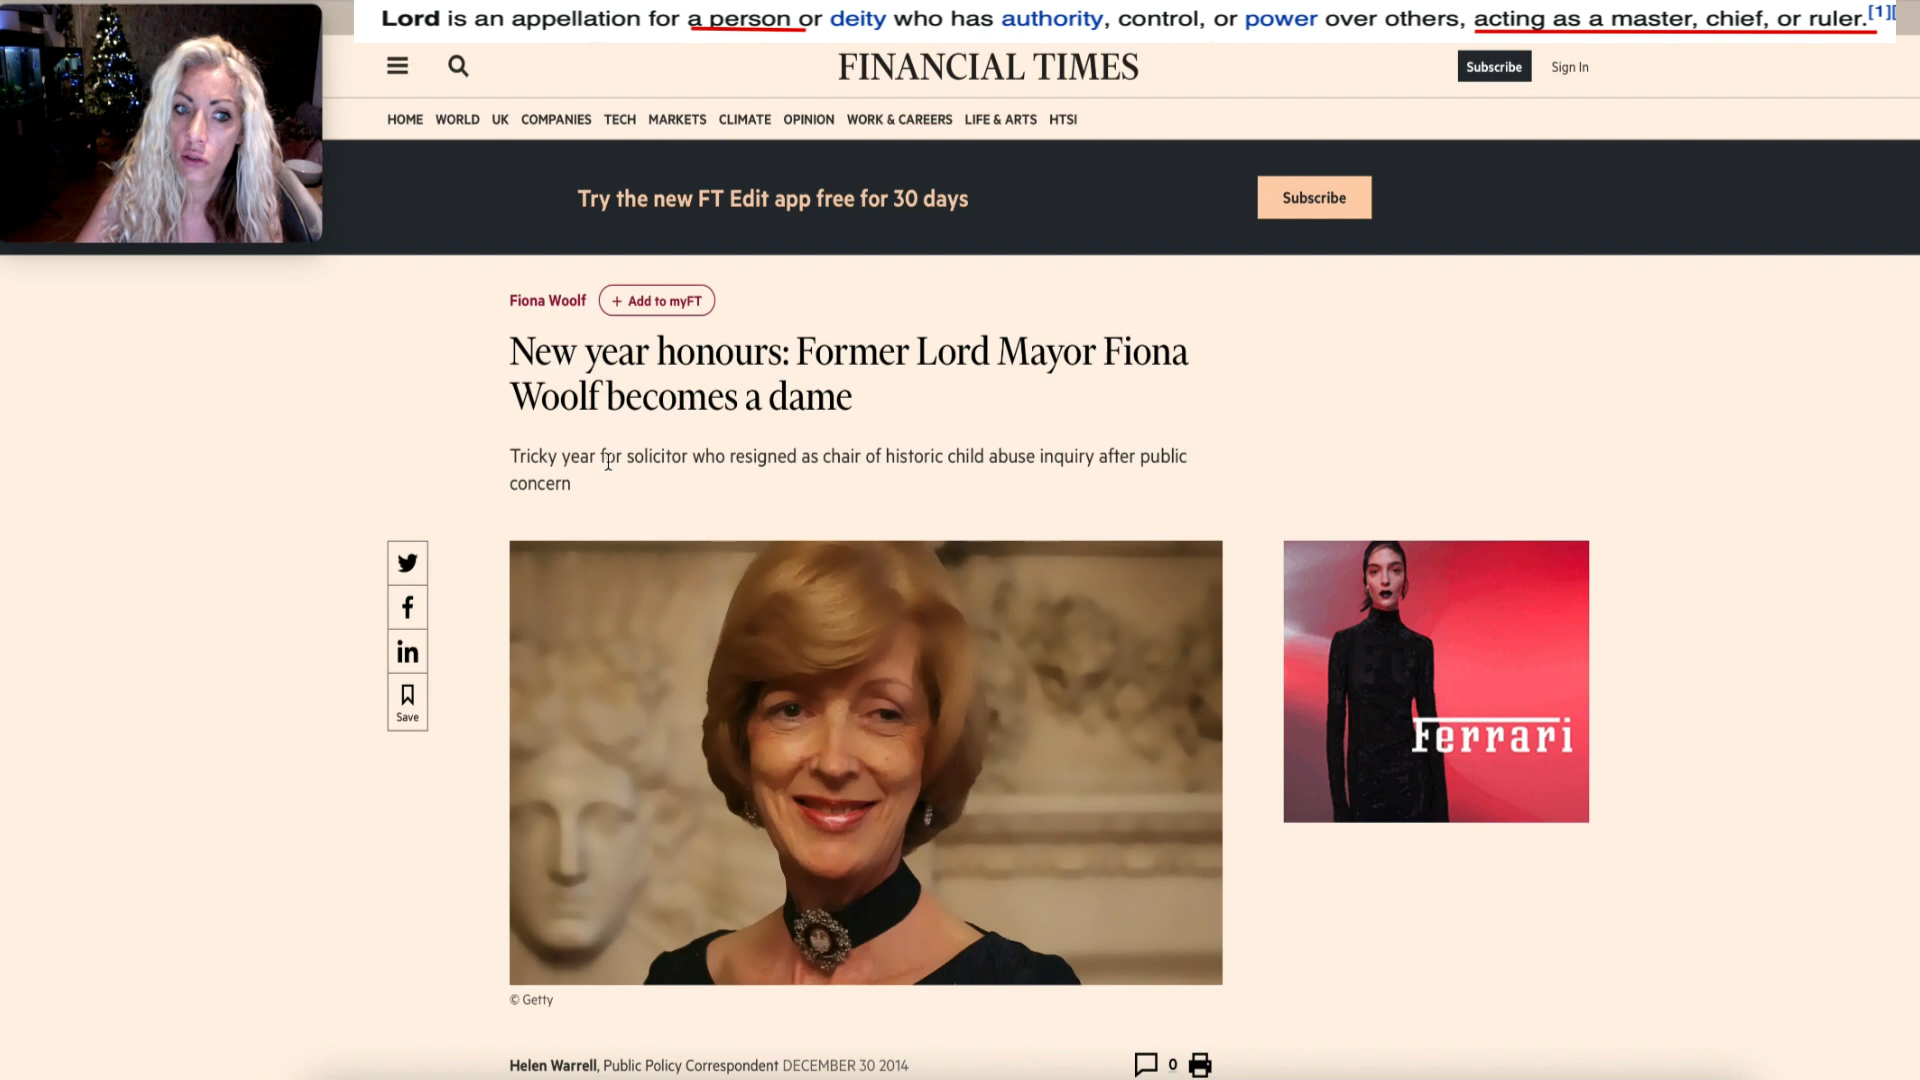 Lord is an appellation for a person or deity who has authority, control, or power over others, acting as a master, chief, or ruler.[1][
FINANCIAL TIMES
Subscribe
Sign In
HOME WORLD UK COMPANIES TECH MARKETS CLIMATE OPINION WORK & CAREERS LIFE & ARTS HTSI
Try the new FT Edit app free for 30 days
Subscribe
Fiona Woolf
+ Add to myFT
New year honours: Former Lord Mayor Fiona
Woolf becomes a dame
Tricky year for solicitor who resigned as chair of historic child abuse inquiry after public
concern
in
Save
Ferrari
© Getty
Helen Warrell, Public Policy Correspondent DECEMBER 30 2014
0